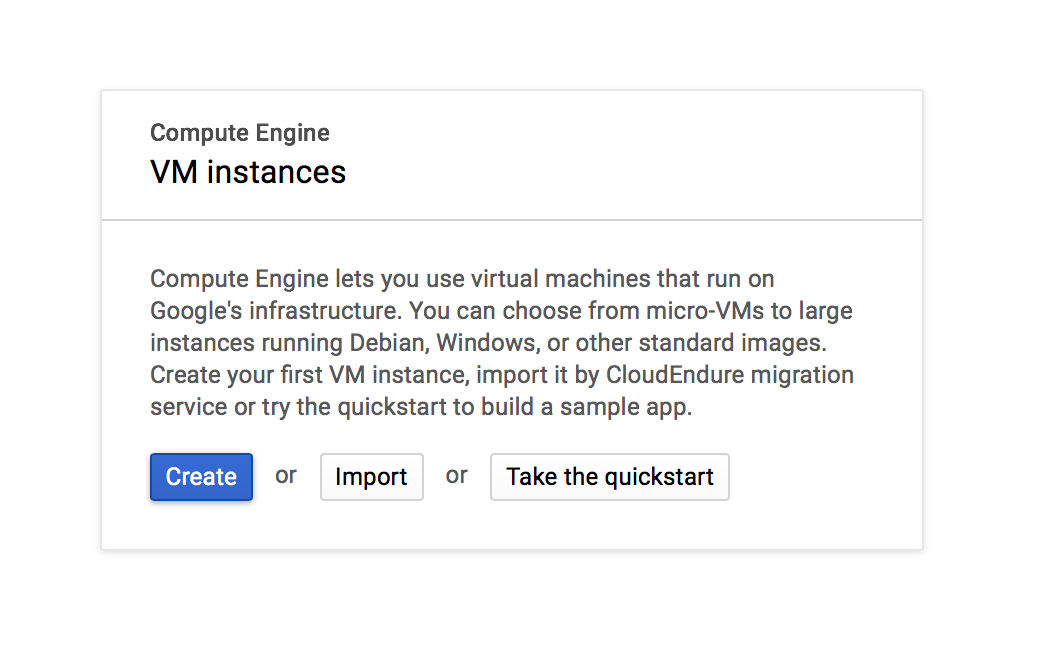 Compute Engine
VM instances
Compute Engine lets you use virtual machines that run on
Google's infrastructure. You can choose from micro-VMs to large
instances running Debian, Windows, or other standard images.
Create your first VM instance, import it by CloudEndure migration
service or try the quickstart to build a sample app.
Create or Import or Take the quickstart